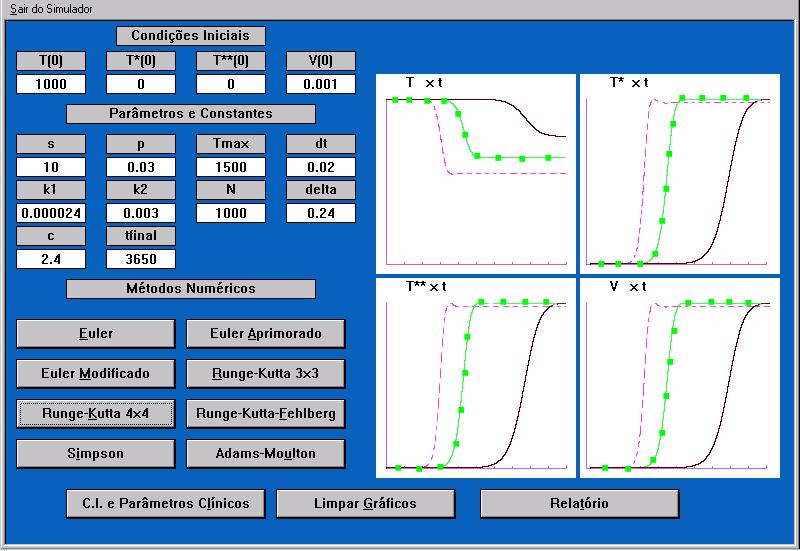 Sair do Simulador
Condições Iniciais
T(0) T*(0) T**(0) V(0)
1000 0 0 0.001
Parâmetros e Constantes
s p Tmax dt
10 0.03 1500 0.02
k1 k2 N delta
0.000024 0.003 1000 0.24
c tfinal
2.4 3650
Métodos Numéricos
Euler Euler Aprimorado
Euler Modificado Runge-Kutta 3x3
Runge-Kutta 4x4 Runge-Kutta-Fehlberg
Simpson Adams-Moulton
T x t T* x t
T** x t V x t
C.I. e Parâmetros Clínicos Limpar Gráficos Relatório